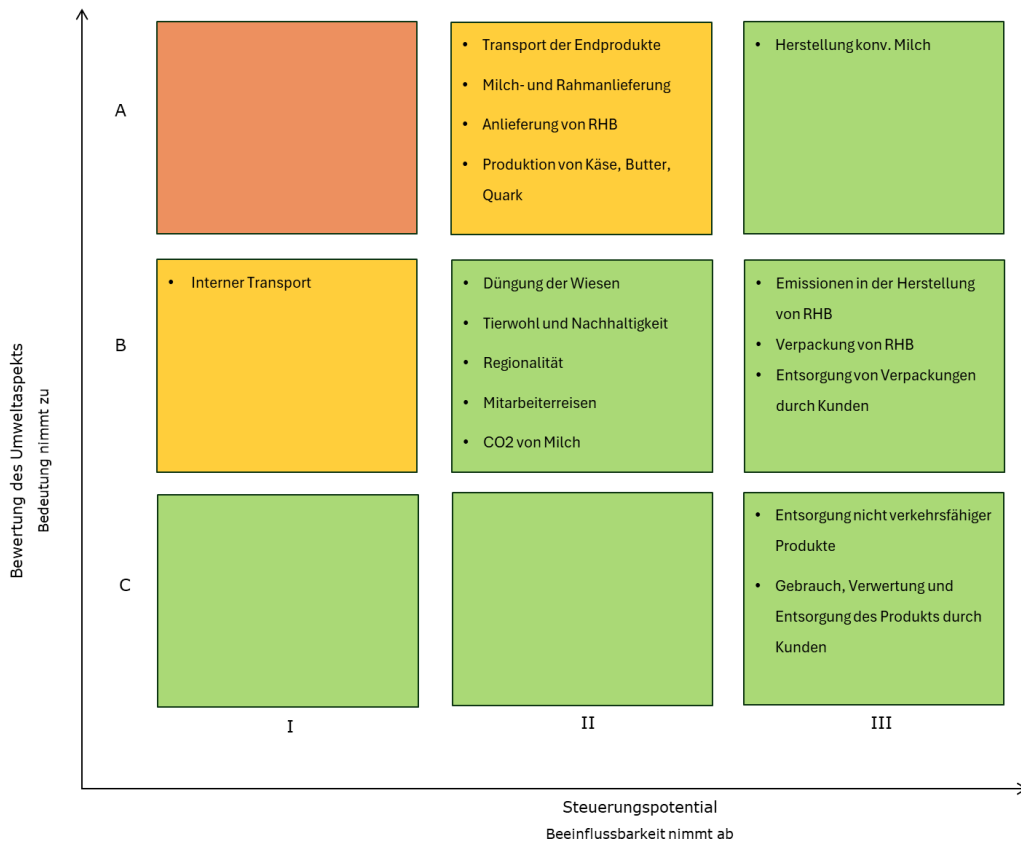 A
• Transport der Endprodukte
• Milch- und Rahmanlieferung
• Anlieferung von RHB
• Produktion von Käse, Butter,
Quark
• Herstellung konv. Milch
B
• Interner Transport
• Düngung der Wiesen
• Tierwohl und Nachhaltigkeit
• Regionalität
• Mitarbeiterreisen
• CO2 von Milch
• Emissionen in der Herstellung
von RHB
• Verpackung von RHB
• Entsorgung von Verpackungen
durch Kunden
C
• Entsorgung nicht verkehrsfähiger
Produkte
• Gebrauch, Verwertung und
Entsorgung des Produkts durch
Kunden
I
II
III
Bewertung des Umweltaspekts
Bedeutung nimmt zu
Steuerungspotential
Beeinflussbarkeit nimmt ab